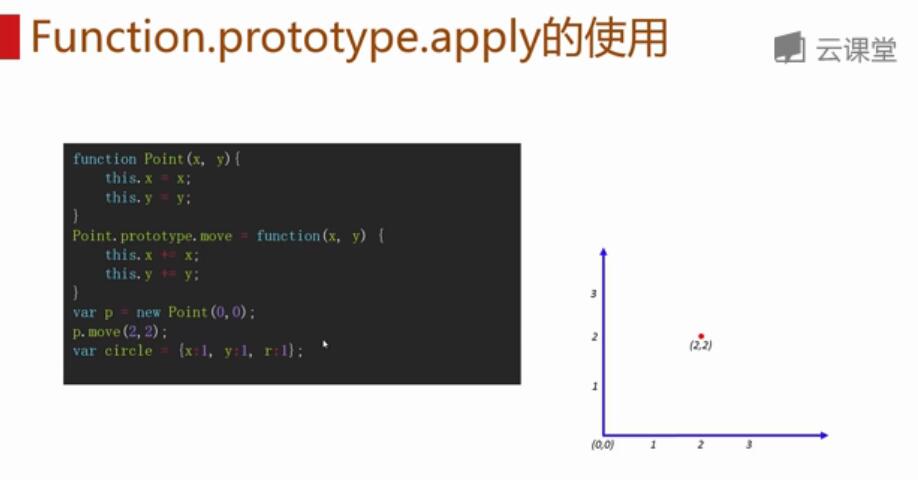 Function.prototype.apply的使用
云课堂
function Point(x, y){
    this.x = x;
    this.y = y;
}
Point.prototype.move = function(x, y) {
    this.x += x;
    this.y += y;
}
var p = new Point(0,0);
p.move(2,2);
var circle = {x:1, y:1, r:1};
3
2
(2,2)
1
(0,0) 1 2 3